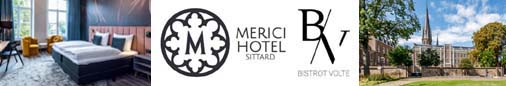 M
MERICI
HOTEL
SITTARD
BV
BISTROT VOLTE